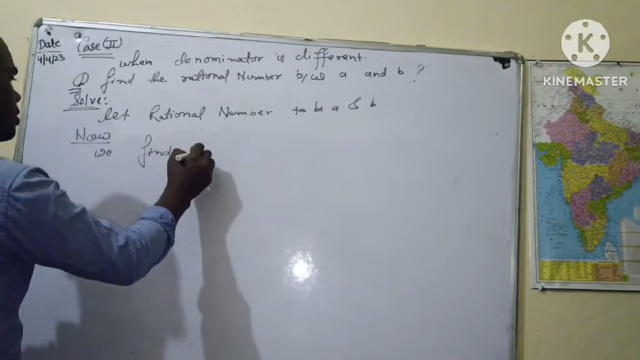 Date
4/4/23
Case (II)
when denominator is different.
Q find the rational Number b/w a and b ?
Solve:
let Rational Number to be a & b
Now
we find
K
KINEMASTER